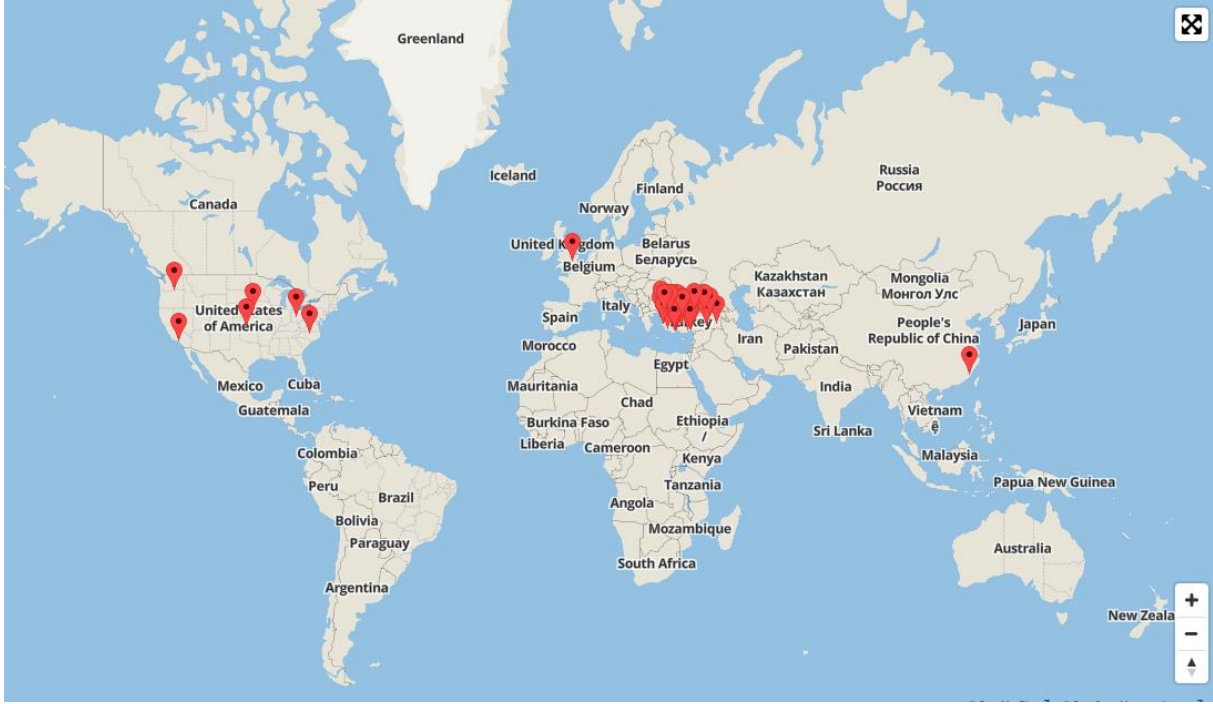 Greenland
Iceland
Russia
Россия
Finland
Canada
Norway
United Kingdom
Belarus
Беларусь
Belgium
Kazakhstan
Казахстан
Mongolia
Монгол Улс
United States
of America
Italy
Spain
Turkey
People's
Republic of China
Japan
Iran
Pakistan
Morocco
Egypt
Mexico
Cuba
Mauritania
India
Guatemala
Chad
Burkina Faso
Ethiopia
/
Vietnam
ệ
Liberia
Cameroon
Sri Lanka
Colombia
Kenya
Malaysia
Peru
Tanzania
Papua New Guinea
Brazil
Angola
Bolivia
Mozambique
Paraguay
Australia
South Africa
Argentina
New Zeala
+
−